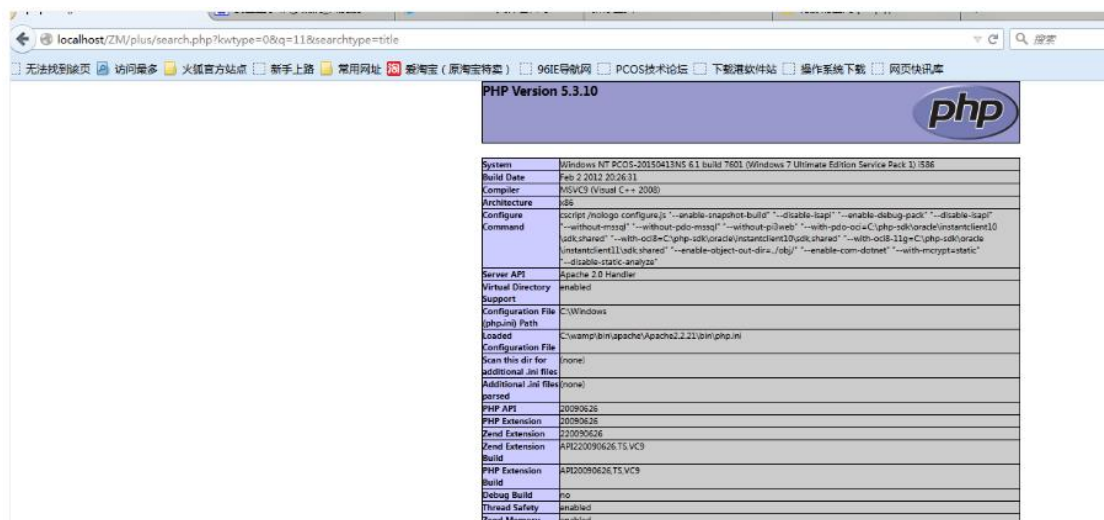 localhost/ZM/plus/search.php?kwtype=0&q=11&searchtype=title
搜索
无法找到该页 访问最多 火狐官方站点 新手上路 常用网址 爱淘宝（原淘宝特卖） 96IE导航网 PCOS技术论坛 下载港软件站 操作系统下载 网页快讯库
PHP Version 5.3.10
php
System Windows NT PCOS-20150413NS 6.1 build 7601 (Windows 7 Ultimate Edition Service Pack 1) i586
Build Date Feb 2 2012 20:26:31
Compiler MSVC9 (Visual C++ 2008)
Architecture x86
Configure Command cscript /nologo configure.js "--enable-snapshot-build" "--disable-isapi" "--enable-debug-pack" "--disable-isapi"
"--without-mssql" "--without-pdo-mssql" "--without-pi3web" "--with-pdo-oci=C:\php-sdk\oracle\instantclient10
\sdk,shared" "--with-oci8=C:\php-sdk\oracle\instantclient10\sdk,shared" "--with-oci8-11g=C:\php-sdk\oracle
\instantclient11\sdk,shared" "--enable-object-out-dir=../obj/" "--enable-com-dotnet" "--with-mcrypt=static"
"--disable-static-analyze"
Server API Apache 2.0 Handler
Virtual Directory Support enabled
Configuration File (php.ini) Path C:\Windows
Loaded Configuration File C:\wamp\bin\apache\Apache2.2.21\bin\php.ini
Scan this dir for additional .ini files (none)
Additional .ini files parsed (none)
PHP API 20090626
PHP Extension 20090626
Zend Extension 220090626
Zend Extension Build API220090626,TS,VC9
PHP Extension Build API20090626,TS,VC9
Debug Build no
Thread Safety enabled
Zend Memory enabled